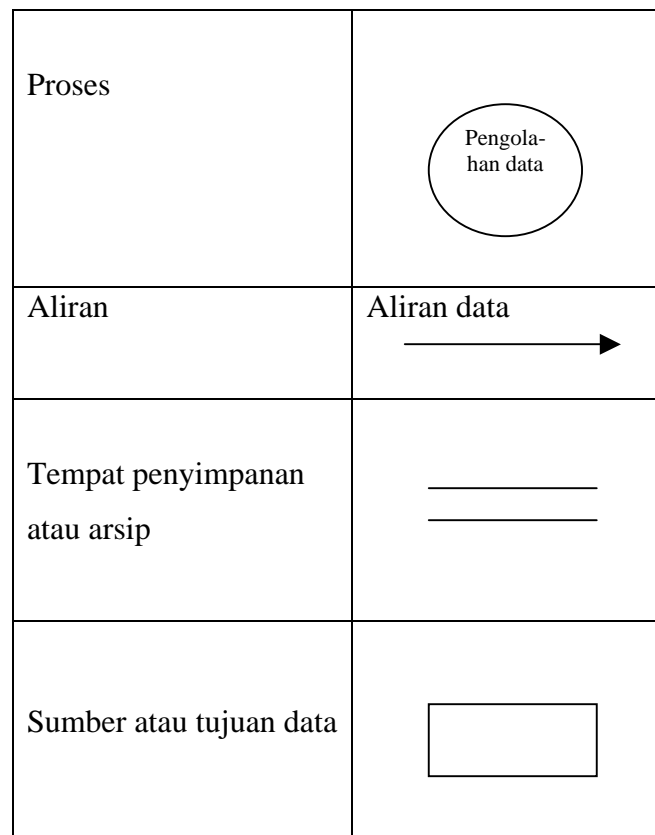 Proses
Pengola-
han data
Aliran
Aliran data
Tempat penyimpanan
atau arsip
Sumber atau tujuan data